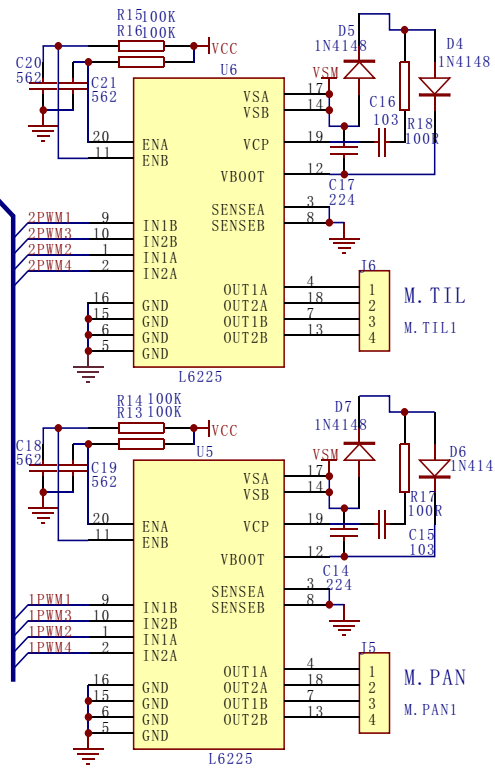 R15 100K
R16 100K
VCC
C20
562
C21
562
U6
D5
1N4148
D4
1N4148
VSM
C16
103
R18
100R
C17
224
20 ENA
11 ENB
VSA 17
VSB 14
VCP 19
VBOOT 12
SENSEA 3
SENSEB 8
2PWM1 9 IN1B
2PWM3 10 IN2B
2PWM2 1 IN1A
2PWM4 2 IN2A
OUT1A 4 1
OUT2A 18 2
OUT1B 7 3
OUT2B 13 4
J6
M.TIL
M.TIL1
16 GND
15 GND
6 GND
5 GND
L6225
R14 100K
R13 100K
VCC
C18
562
C19
562
U5
D7
1N4148
D6
1N414
VSM
R17
100R
C15
103
C14
224
20 ENA
11 ENB
VSA 17
VSB 14
VCP 19
VBOOT 12
SENSEA 3
SENSEB 8
1PWM1 9 IN1B
1PWM3 10 IN2B
1PWM2 1 IN1A
1PWM4 2 IN2A
OUT1A 4 1
OUT2A 18 2
OUT1B 7 3
OUT2B 13 4
J5
M.PAN
M.PAN1
16 GND
15 GND
6 GND
5 GND
L6225